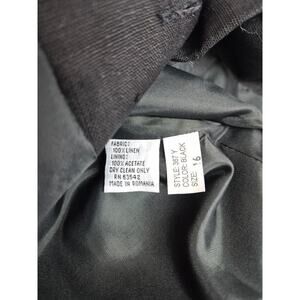 FABRIC:
100% LINEN
LINING:
100% ACETATE
DRY CLEAN ONLY
RN 63542
MADE IN ROMANIA
STYLE: 367Y
COLOR: BLACK
SIZE: 16